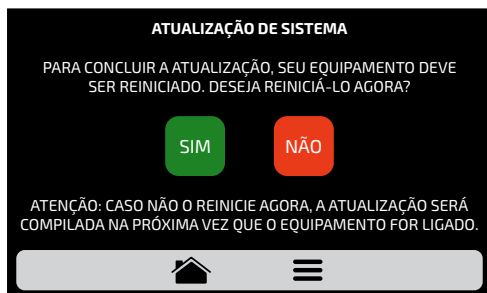 ATUALIZAÇÃO DE SISTEMA
PARA CONCLUIR A ATUALIZAÇÃO, SEU EQUIPAMENTO DEVE
SER REINICIADO. DESEJA REINICIÁ-LO AGORA?
SIM NÃO
ATENÇÃO: CASO NÃO O REINICIE AGORA, A ATUALIZAÇÃO SERÁ
COMPILADA NA PRÓXIMA VEZ QUE O EQUIPAMENTO FOR LIGADO.